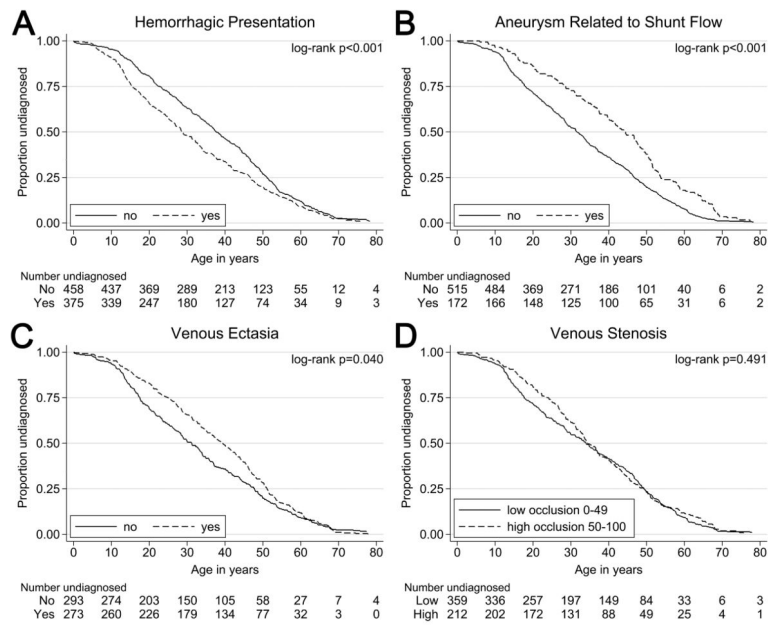 A
Hemorrhagic Presentation
log-rank p<0.001
Proportion undiagnosed
1.00
0.75
0.50
0.25
0.00
no yes
0 10 20 30 40 50 60 70 80
Age in years
Number undiagnosed
No 458 437 369 289 213 123 55 12 4
Yes 375 339 247 180 127 74 34 9 3
B
Aneurysm Related to Shunt Flow
log-rank p<0.001
Proportion undiagnosed
1.00
0.75
0.50
0.25
0.00
no yes
0 10 20 30 40 50 60 70 80
Age in years
Number undiagnosed
No 515 484 369 271 186 101 40 6 2
Yes 172 166 148 125 100 65 31 6 2
C
Venous Ectasia
log-rank p=0.040
Proportion undiagnosed
1.00
0.75
0.50
0.25
0.00
no yes
0 10 20 30 40 50 60 70 80
Age in years
Number undiagnosed
No 293 274 203 150 105 58 27 7 4
Yes 273 260 226 179 134 77 32 3 0
D
Venous Stenosis
log-rank p=0.491
Proportion undiagnosed
1.00
0.75
0.50
0.25
0.00
low occlusion 0-49
high occlusion 50-100
0 10 20 30 40 50 60 70 80
Age in years
Number undiagnosed
Low 359 336 257 197 149 84 33 6 3
High 212 202 172 131 88 49 25 4 1